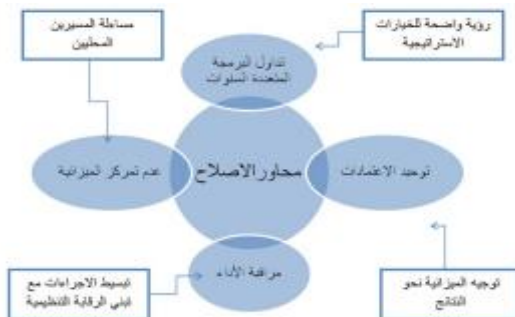 رؤية واضحة للخيارات
الاستراتيجية
مساءلة المسيرين
المحليين
تداول البرمجة
المتعددة السنوات
توحيد الاعتمادات
محاور الاصلاح
عدم تمركز الميزانية
مراقبة الأداء
توجيه الميزانية نحو
النتائج
تبسيط الاجراءات مع
تبني الرقابة التنظيمية